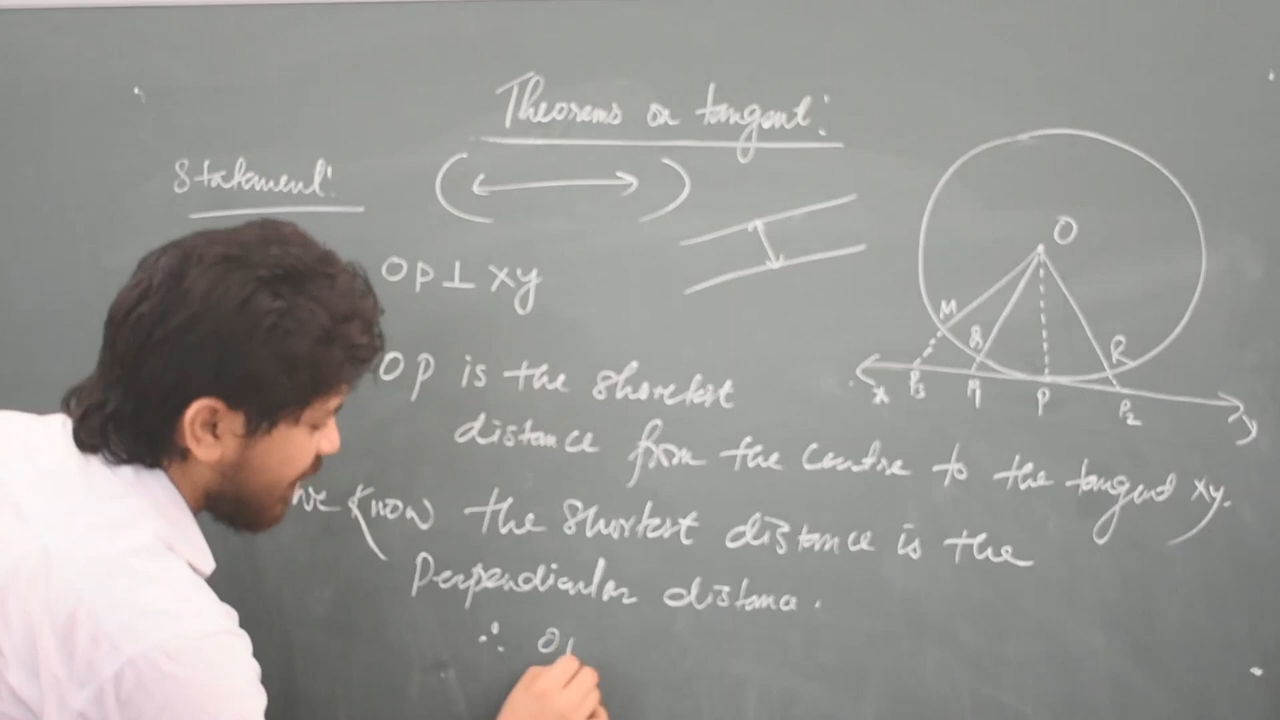 Theorems on tangent:
Statement:
OP⊥XY
OP is the shortest
distance from the centre to the tangent XY.
we know the shortest distance is the
Perpendicular distance.
∴ O
O
M
Q
R
x
P3
P1
P
P2
y